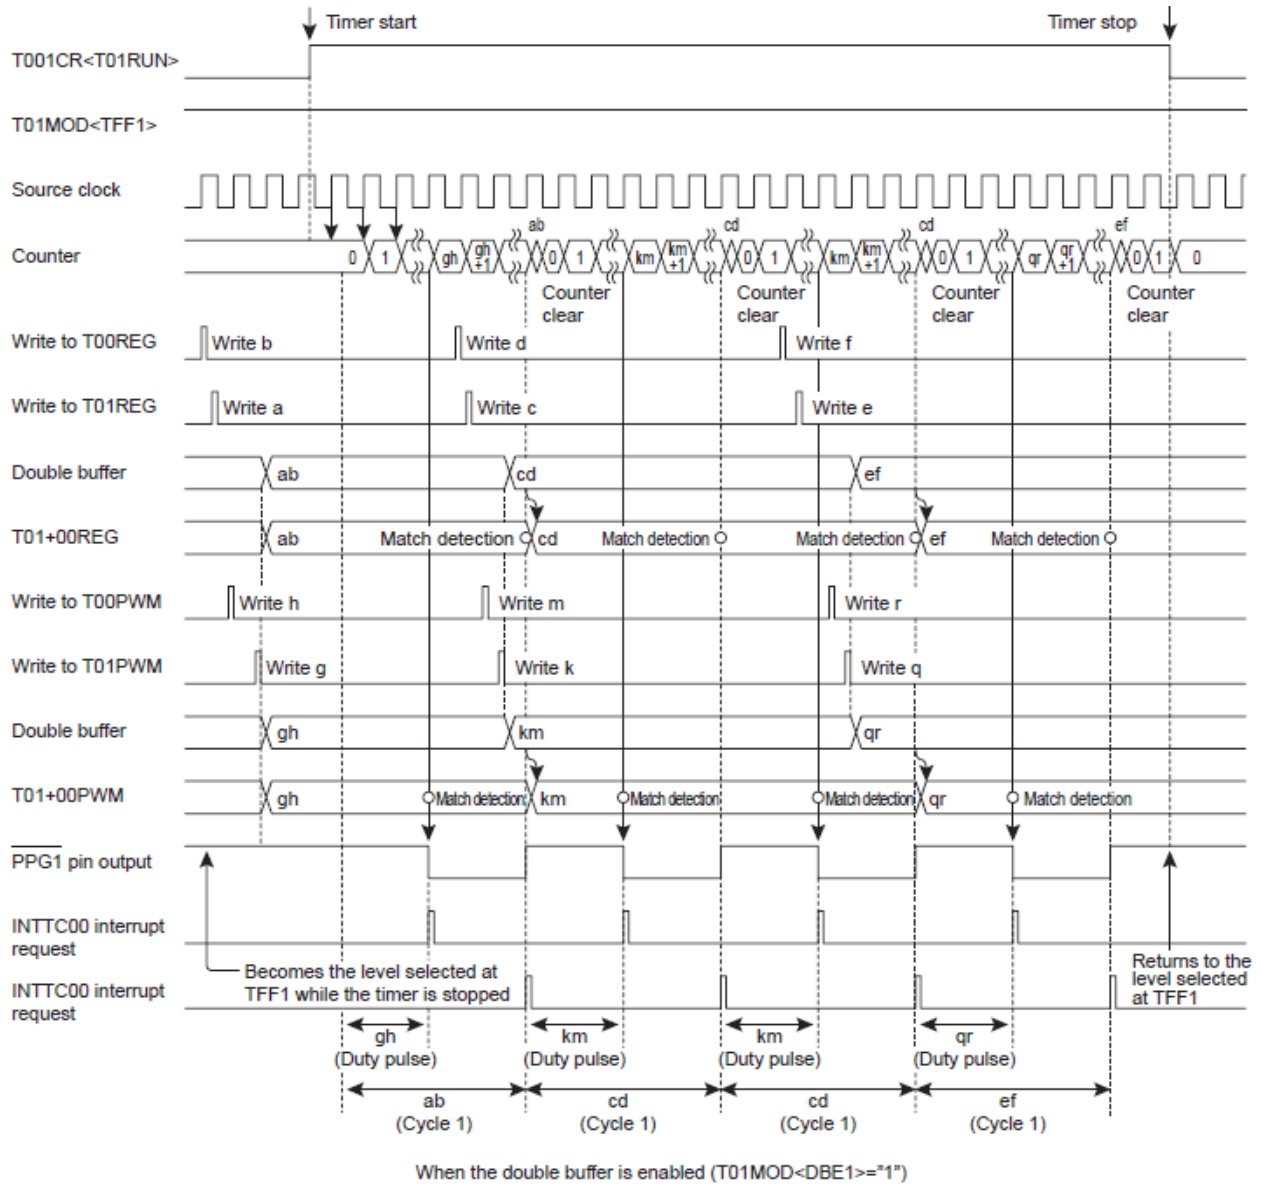 Timer start
Timer stop
T001CR<T01RUN>
T01MOD<TFF1>
Source clock
ab cd cd ef
Counter 0 1 gh gh+1 0 1 km km+1 0 1 km km+1 0 1 qr qr+1 0 1 0
Counter clear
Counter clear
Counter clear
Counter clear
Write to T00REG Write b Write d Write f
Write to T01REG Write a Write c Write e
Double buffer ab cd ef
T01+00REG ab Match detection cd Match detection Match detection ef Match detection
Write to T00PWM Write h Write m Write r
Write to T01PWM Write g Write k Write q
Double buffer gh km qr
T01+00PWM gh Match detection km Match detection Match detection qr Match detection
PPG1 pin output
INTTC00 interrupt
request
Becomes the level selected at
TFF1 while the timer is stopped
Returns to the
level selected
at TFF1
INTTC00 interrupt
request
gh km km qr
(Duty pulse) (Duty pulse) (Duty pulse) (Duty pulse)
ab cd cd ef
(Cycle 1) (Cycle 1) (Cycle 1) (Cycle 1)
When the double buffer is enabled (T01MOD<DBE1>="1")